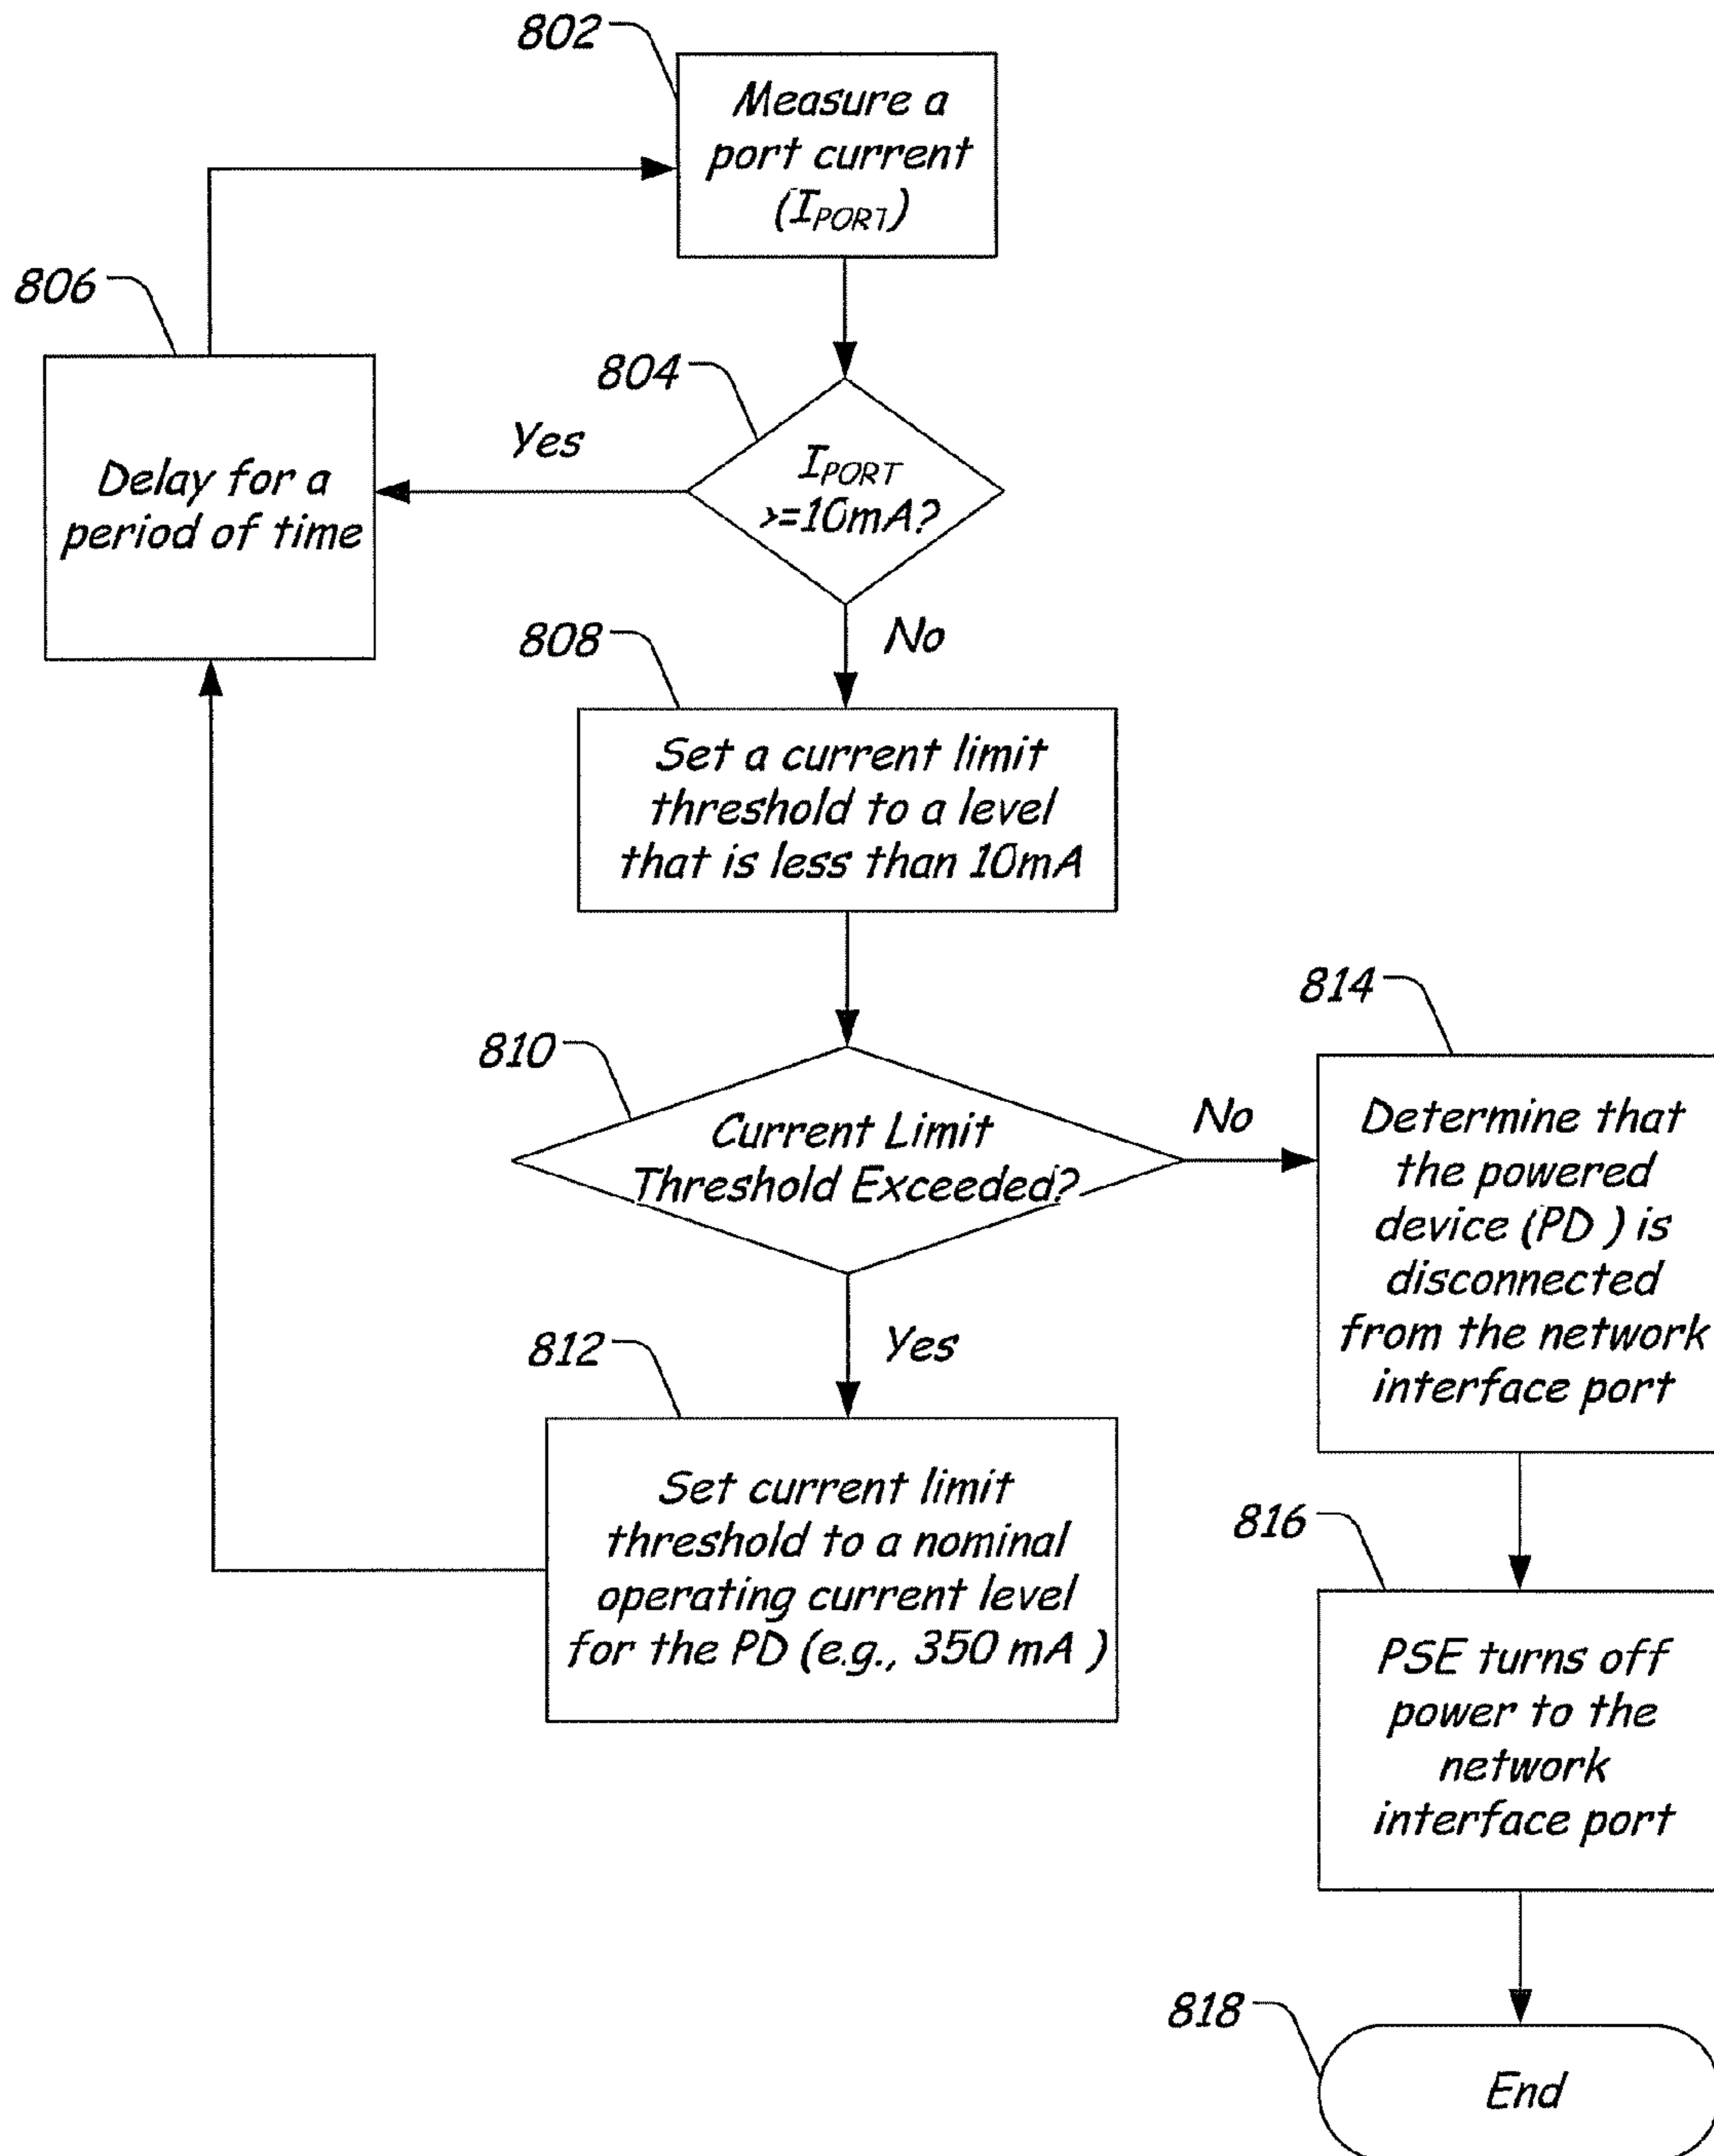 802
Measure a
port current
(IPORT)
806
Delay for a
period of time
804
Yes
IPORT
>=10mA?
No
808
Set a current limit
threshold to a level
that is less than 10mA
810
Current Limit
Threshold Exceeded?
No
Yes
814
Determine that
the powered
device (PD ) is
disconnected
from the network
interface port
812
Set current limit
threshold to a nominal
operating current level
for the PD (e.g., 350 mA )
816
PSE turns off
power to the
network
interface port
818
End